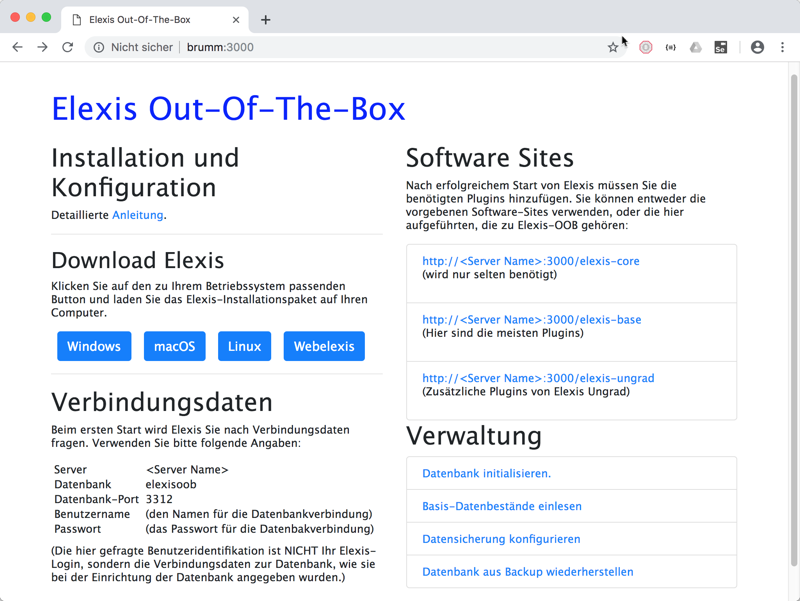 Elexis Out-Of-The-Box
Nicht sicher
brumm:3000
Se
Elexis Out-Of-The-Box
Installation und
Konfiguration
Detaillierte Anleitung.
Download Elexis
Klicken Sie auf den zu Ihrem Betriebssystem passenden
Button und laden Sie das Elexis-Installationspaket auf Ihren
Computer.
Windows
macOS
Linux
Webelexis
Verbindungsdaten
Beim ersten Start wird Elexis Sie nach Verbindungsdaten
fragen. Verwenden Sie bitte folgende Angaben:
Server <Server Name>
Datenbank elexisoob
Datenbank-Port 3312
Benutzername (den Namen für die Datenbankverbindung)
Passwort (das Passwort für die Datenbakverbindung)
(Die hier gefragte Benutzeridentifikation ist NICHT Ihr Elexis-
Login, sondern die Verbindungsdaten zur Datenbank, wie sie
bei der Einrichtung der Datenbank angegeben wurden.)
Software Sites
Nach erfolgreichem Start von Elexis müssen Sie die
benötigten Plugins hinzufügen. Sie können entweder die
vorgebenen Software-Sites verwenden, oder die hier
aufgeführten, die zu Elexis-OOB gehören:
http://<Server Name>:3000/elexis-core
(wird nur selten benötigt)
http://<Server Name>:3000/elexis-base
(Hier sind die meisten Plugins)
http://<Server Name>:3000/elexis-ungrad
(Zusätzliche Plugins von Elexis Ungrad)
Verwaltung
Datenbank initialisieren.
Basis-Datenbestände einlesen
Datensicherung konfigurieren
Datenbank aus Backup wiederherstellen